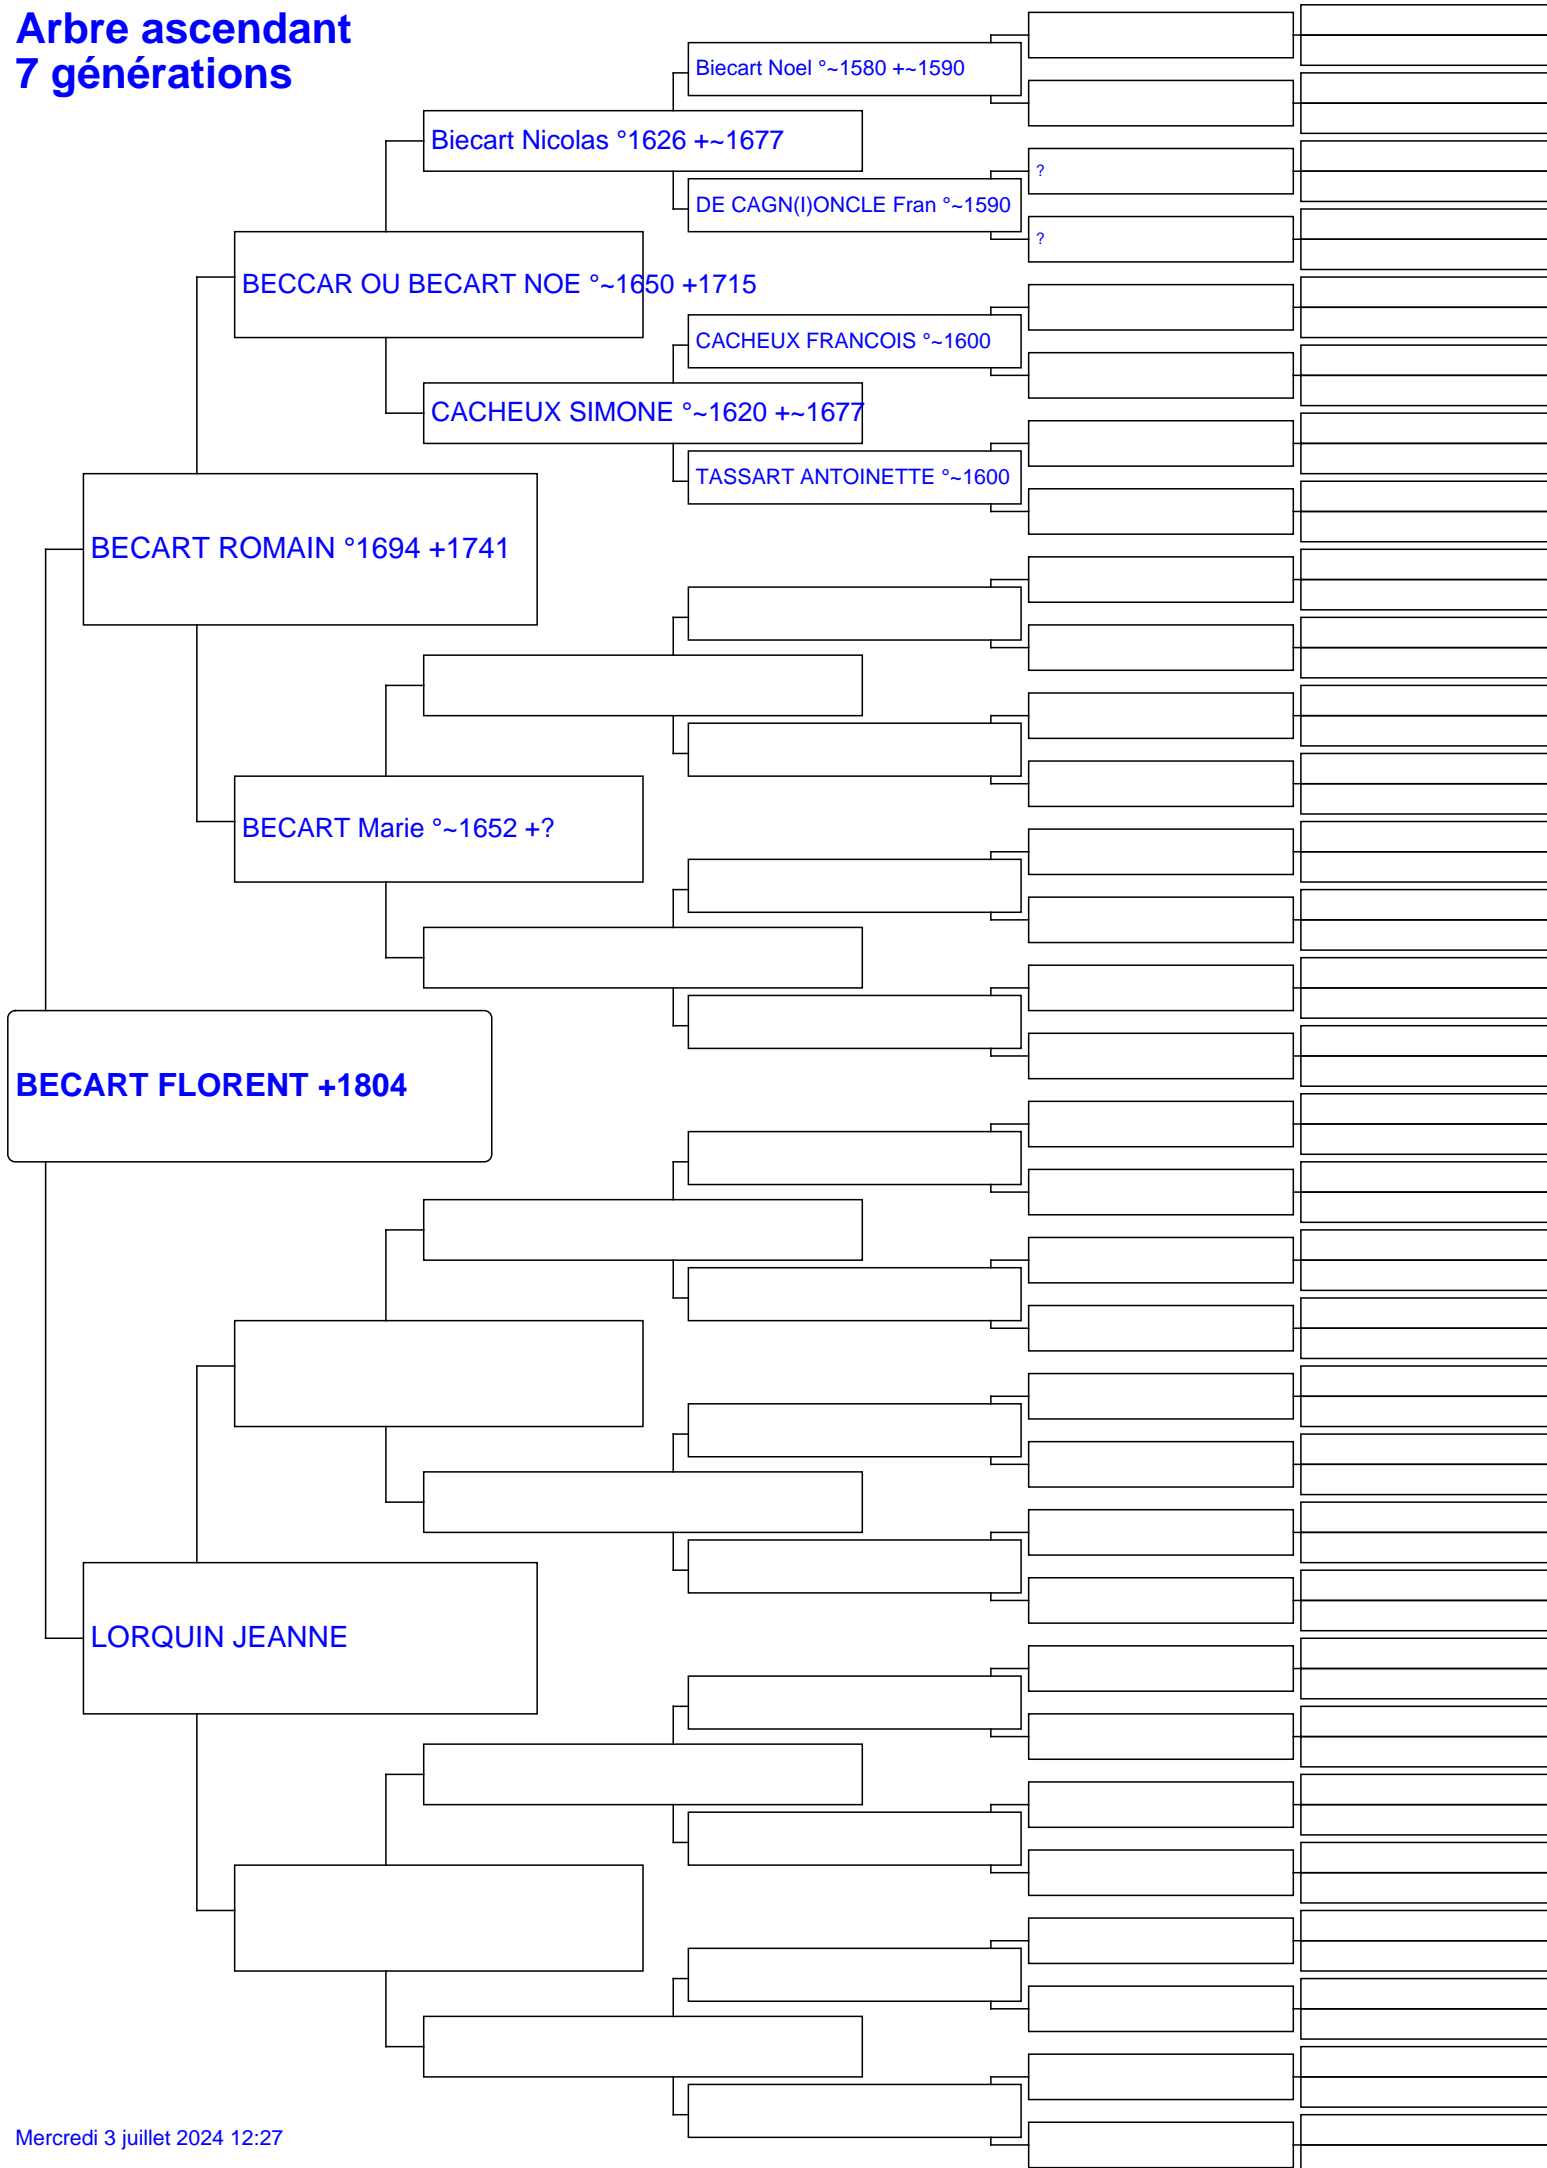 Arbre ascendant
7 générations
Biecart Noel °~1580 +~1590
Biecart Nicolas °1626 +~1677
?
DE CAGN(I)ONCLE Fran °~1590
?
BECCAR OU BECART NOE °~1650 +1715
CACHEUX FRANCOIS °~1600
CACHEUX SIMONE °~1620 +~1677
TASSART ANTOINETTE °~1600
BECART ROMAIN °1694 +1741
BECART Marie °~1652 +?
BECART FLORENT +1804
LORQUIN JEANNE
Mercredi 3 juillet 2024 12:27